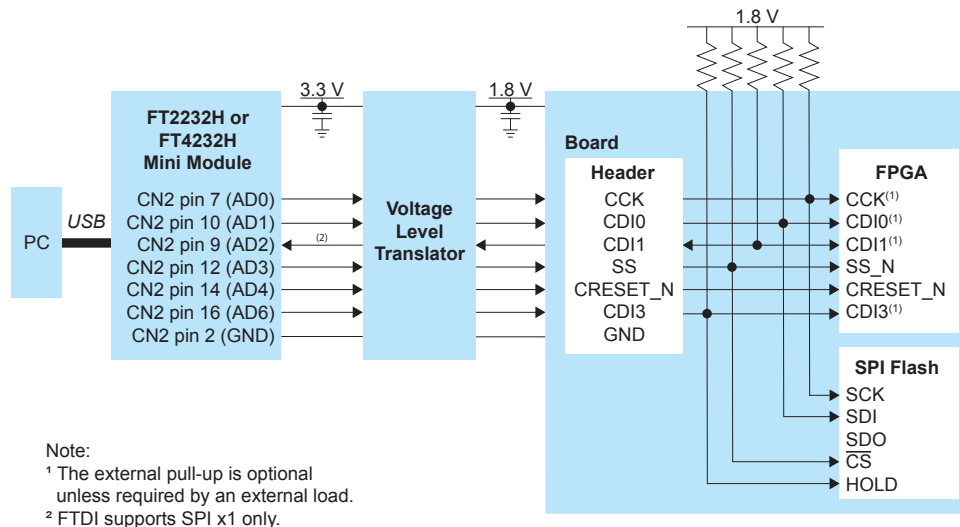 1.8 V
3.3 V
1.8 V
FT2232H or
FT4232H
Mini Module
Board
Header
FPGA
PC
USB
Voltage
Level
Translator
CN2 pin 7 (AD0)
CCK
CCK(1)
CN2 pin 10 (AD1)
CDI0
CDI0(1)
CN2 pin 9 (AD2)
(2)
CDI1
CDI1(1)
CN2 pin 12 (AD3)
SS
SS_N
CN2 pin 14 (AD4)
CRESET_N
CRESET_N
CN2 pin 16 (AD6)
CDI3
CDI3(1)
CN2 pin 2 (GND)
GND
SPI Flash
SCK
SDI
SDO
CS
HOLD
Note:
¹ The external pull-up is optional
unless required by an external load.
² FTDI supports SPI x1 only.